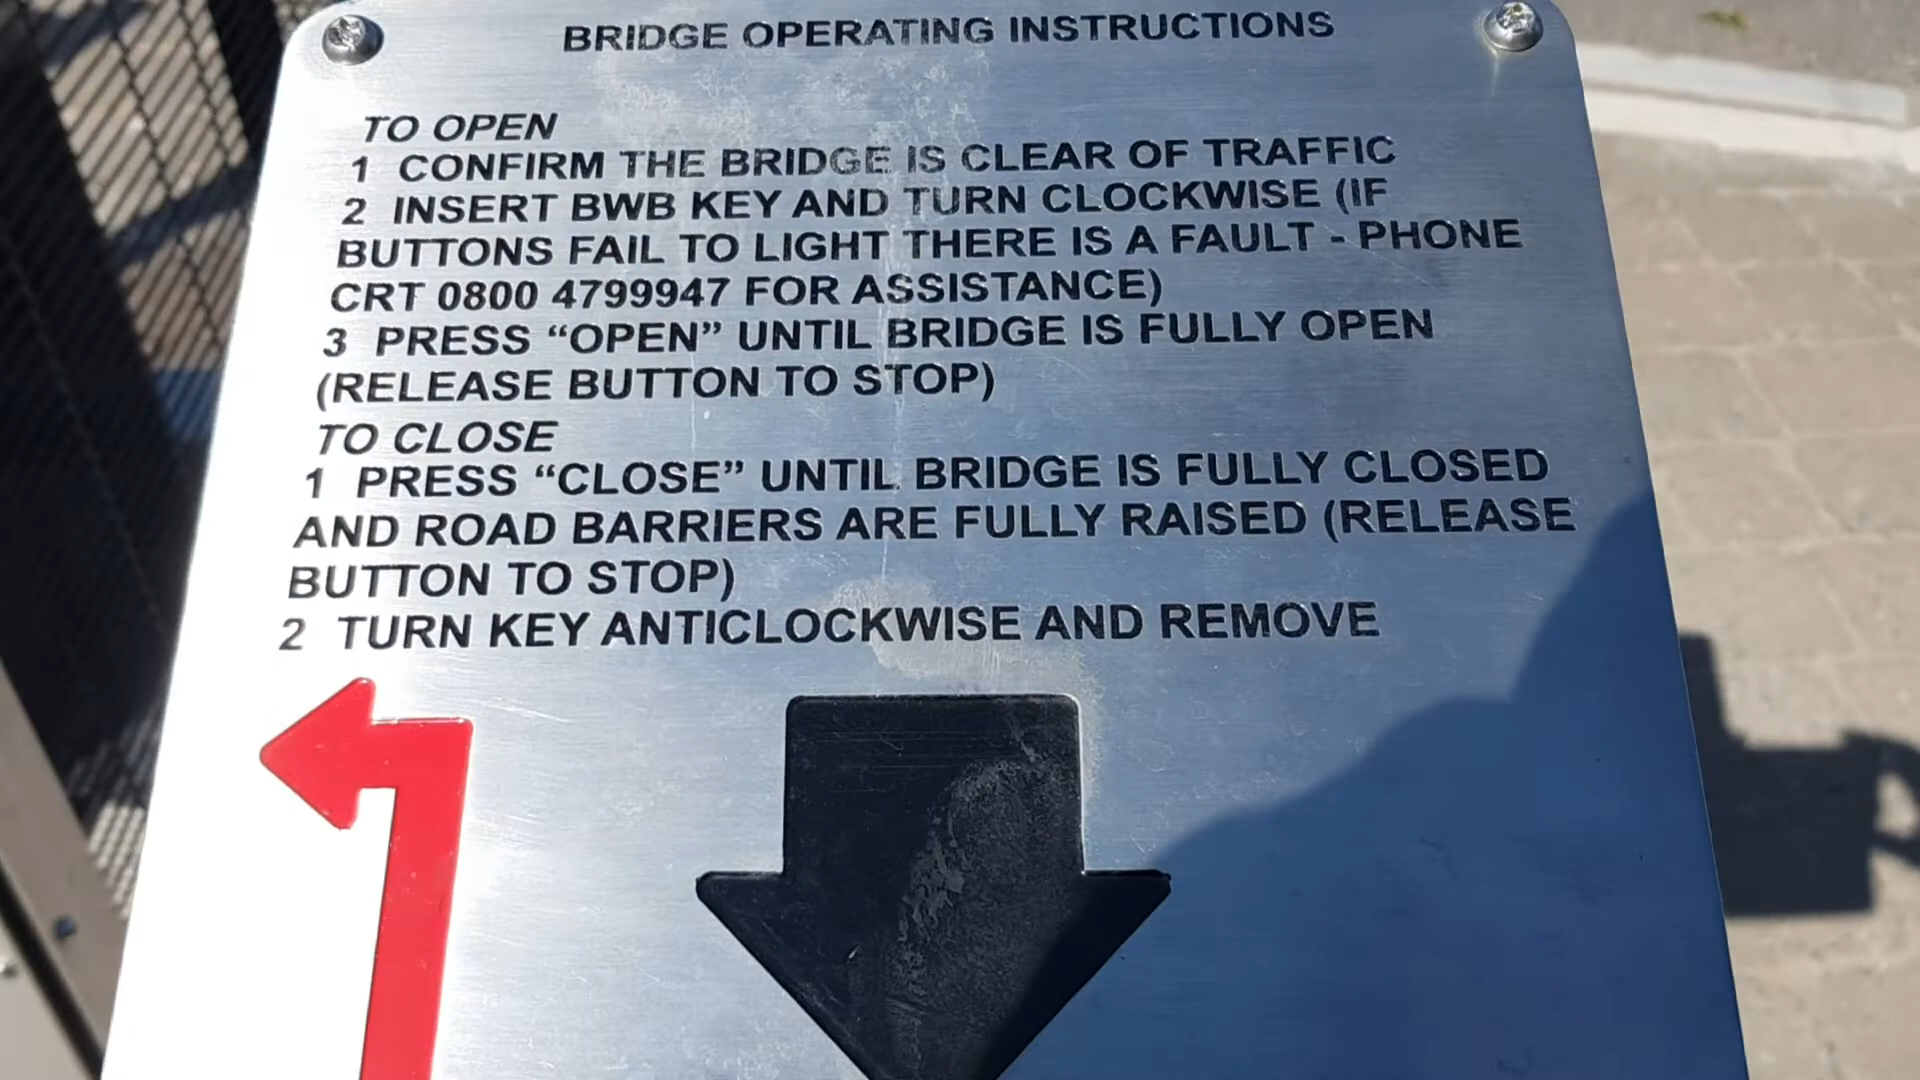 BRIDGE OPERATING INSTRUCTIONS
TO OPEN
1 CONFIRM THE BRIDGE IS CLEAR OF TRAFFIC
2 INSERT BWB KEY AND TURN CLOCKWISE (IF
BUTTONS FAIL TO LIGHT THERE IS A FAULT - PHONE
CRT 0800 4799947 FOR ASSISTANCE)
3 PRESS “OPEN” UNTIL BRIDGE IS FULLY OPEN
(RELEASE BUTTON TO STOP)
TO CLOSE
1 PRESS “CLOSE” UNTIL BRIDGE IS FULLY CLOSED
AND ROAD BARRIERS ARE FULLY RAISED (RELEASE
BUTTON TO STOP)
2 TURN KEY ANTICLOCKWISE AND REMOVE